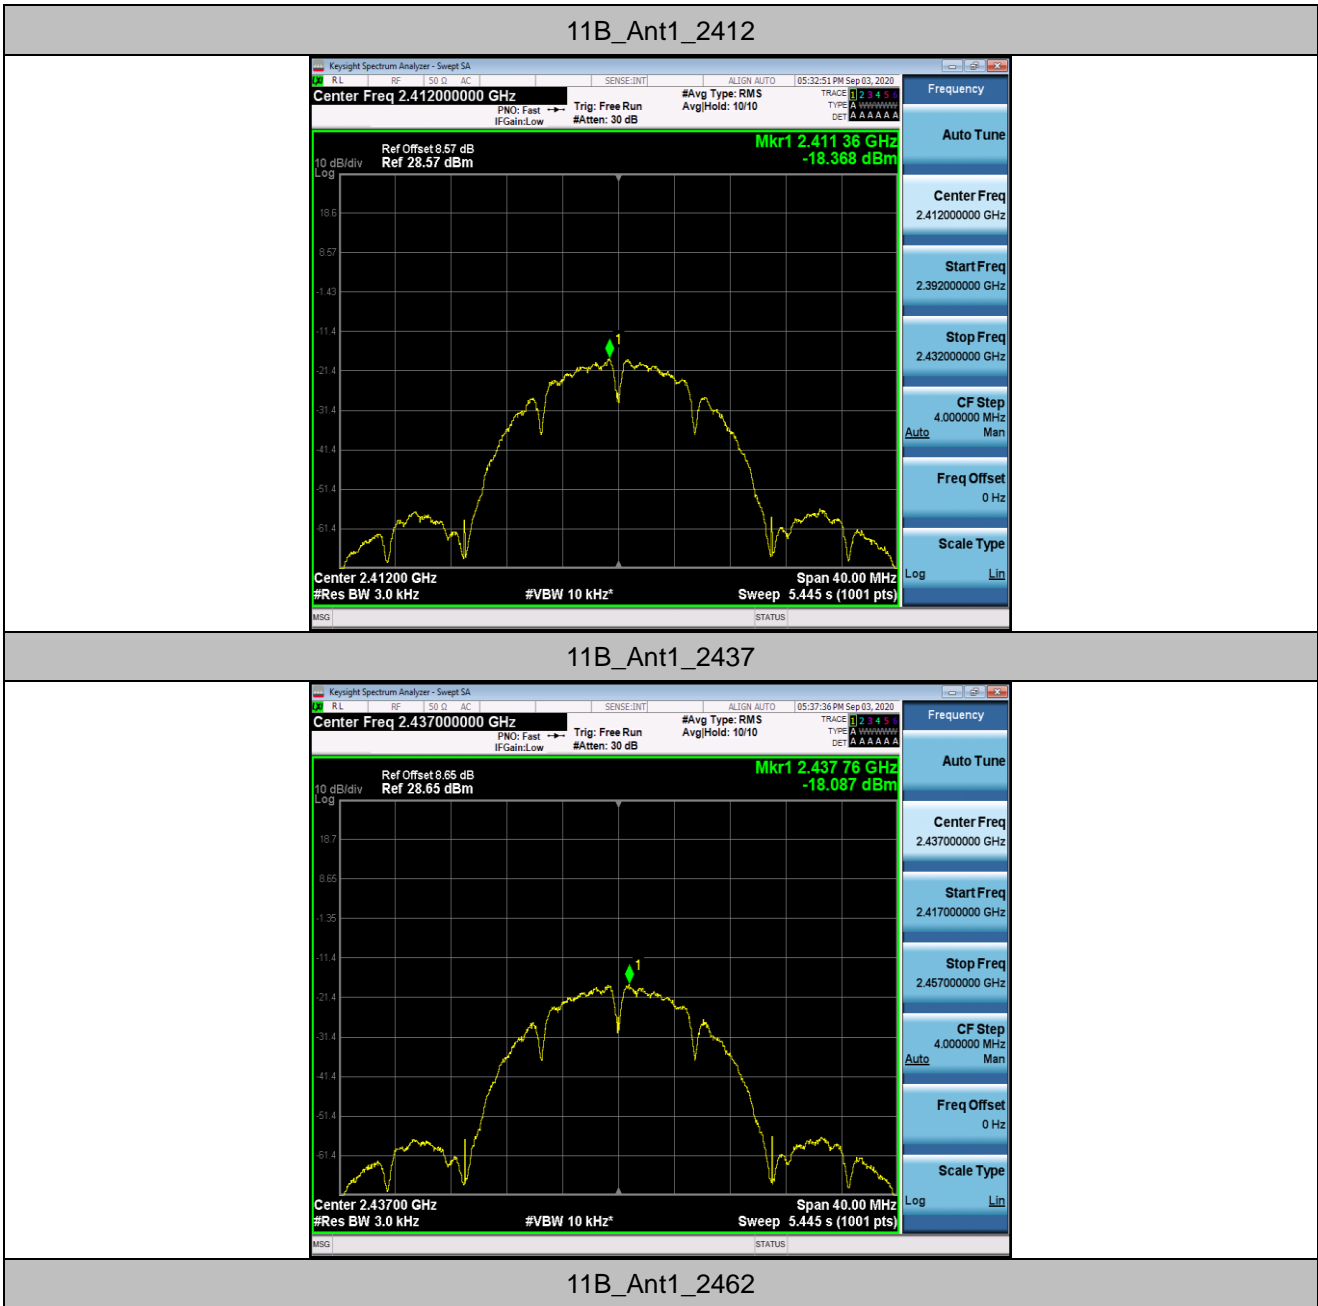 11B_Ant1_2412
Keysight Spectrum Analyzer - Swept SA
RL RF 50 Ω AC SENSE:INT ALIGN AUTO 05:32:51 PM Sep 03, 2020
Center Freq 2.412000000 GHz
PNO: Fast
IFGain:Low
Trig: Free Run
#Atten: 30 dB
#Avg Type: RMS
Avg|Hold: 10/10
TRACE 1 2 3 4 5 6
TYPE A WWWWW
DET A A A A A A
Ref Offset 8.57 dB
10 dB/div Ref 28.57 dBm
Log
Mkr1 2.411 36 GHz
-18.368 dBm
18.6
8.57
-1.43
-11.4
-21.4
-31.4
-41.4
-51.4
-61.4
1
Center 2.41200 GHz Span 40.00 MHz
#Res BW 3.0 kHz #VBW 10 kHz* Sweep 5.445 s (1001 pts)
MSG STATUS
Frequency
Auto Tune
Center Freq
2.412000000 GHz
Start Freq
2.392000000 GHz
Stop Freq
2.432000000 GHz
CF Step
4.000000 MHz
Auto Man
Freq Offset
0 Hz
Scale Type
Log Lin
11B_Ant1_2437
Keysight Spectrum Analyzer - Swept SA
RL RF 50 Ω AC SENSE:INT ALIGN AUTO 05:37:36 PM Sep 03, 2020
Center Freq 2.437000000 GHz
PNO: Fast
IFGain:Low
Trig: Free Run
#Atten: 30 dB
#Avg Type: RMS
Avg|Hold: 10/10
TRACE 1 2 3 4 5 6
TYPE A WWWWW
DET A A A A A A
Ref Offset 8.65 dB
10 dB/div Ref 28.65 dBm
Log
Mkr1 2.437 76 GHz
-18.087 dBm
18.7
8.65
-1.35
-11.4
-21.4
-31.4
-41.4
-51.4
-61.4
1
Center 2.43700 GHz Span 40.00 MHz
#Res BW 3.0 kHz #VBW 10 kHz* Sweep 5.445 s (1001 pts)
MSG STATUS
Frequency
Auto Tune
Center Freq
2.437000000 GHz
Start Freq
2.417000000 GHz
Stop Freq
2.457000000 GHz
CF Step
4.000000 MHz
Auto Man
Freq Offset
0 Hz
Scale Type
Log Lin
11B_Ant1_2462